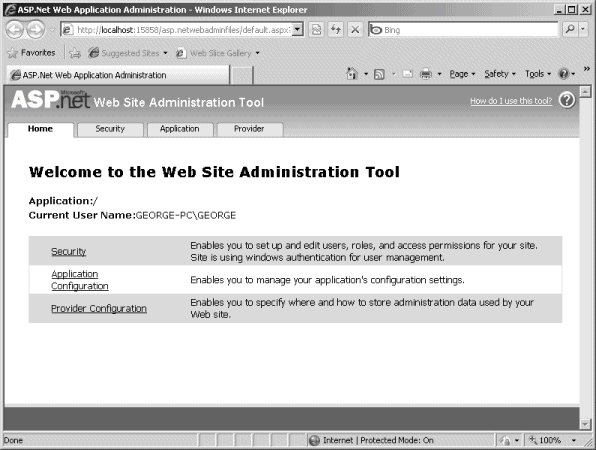 ASP.Net Web Application Administration - Windows Internet Explorer
http://localhost:15858/asp.netwebadminfiles/default.aspx?
Bing
Favorites Suggested Sites Web Slice Gallery
ASP.Net Web Application Administration
Page Safety Tools
Microsoft
ASP.net Web Site Administration Tool
How do I use this tool? ?
Home Security Application Provider
Welcome to the Web Site Administration Tool
Application:/
Current User Name:GEORGE-PC\GEORGE
Security
Enables you to set up and edit users, roles, and access permissions for your site.
Site is using windows authentication for user management.
Application
Configuration
Enables you to manage your application's configuration settings.
Provider Configuration
Enables you to specify where and how to store administration data used by your
Web site.
Done
Internet | Protected Mode: On
100%